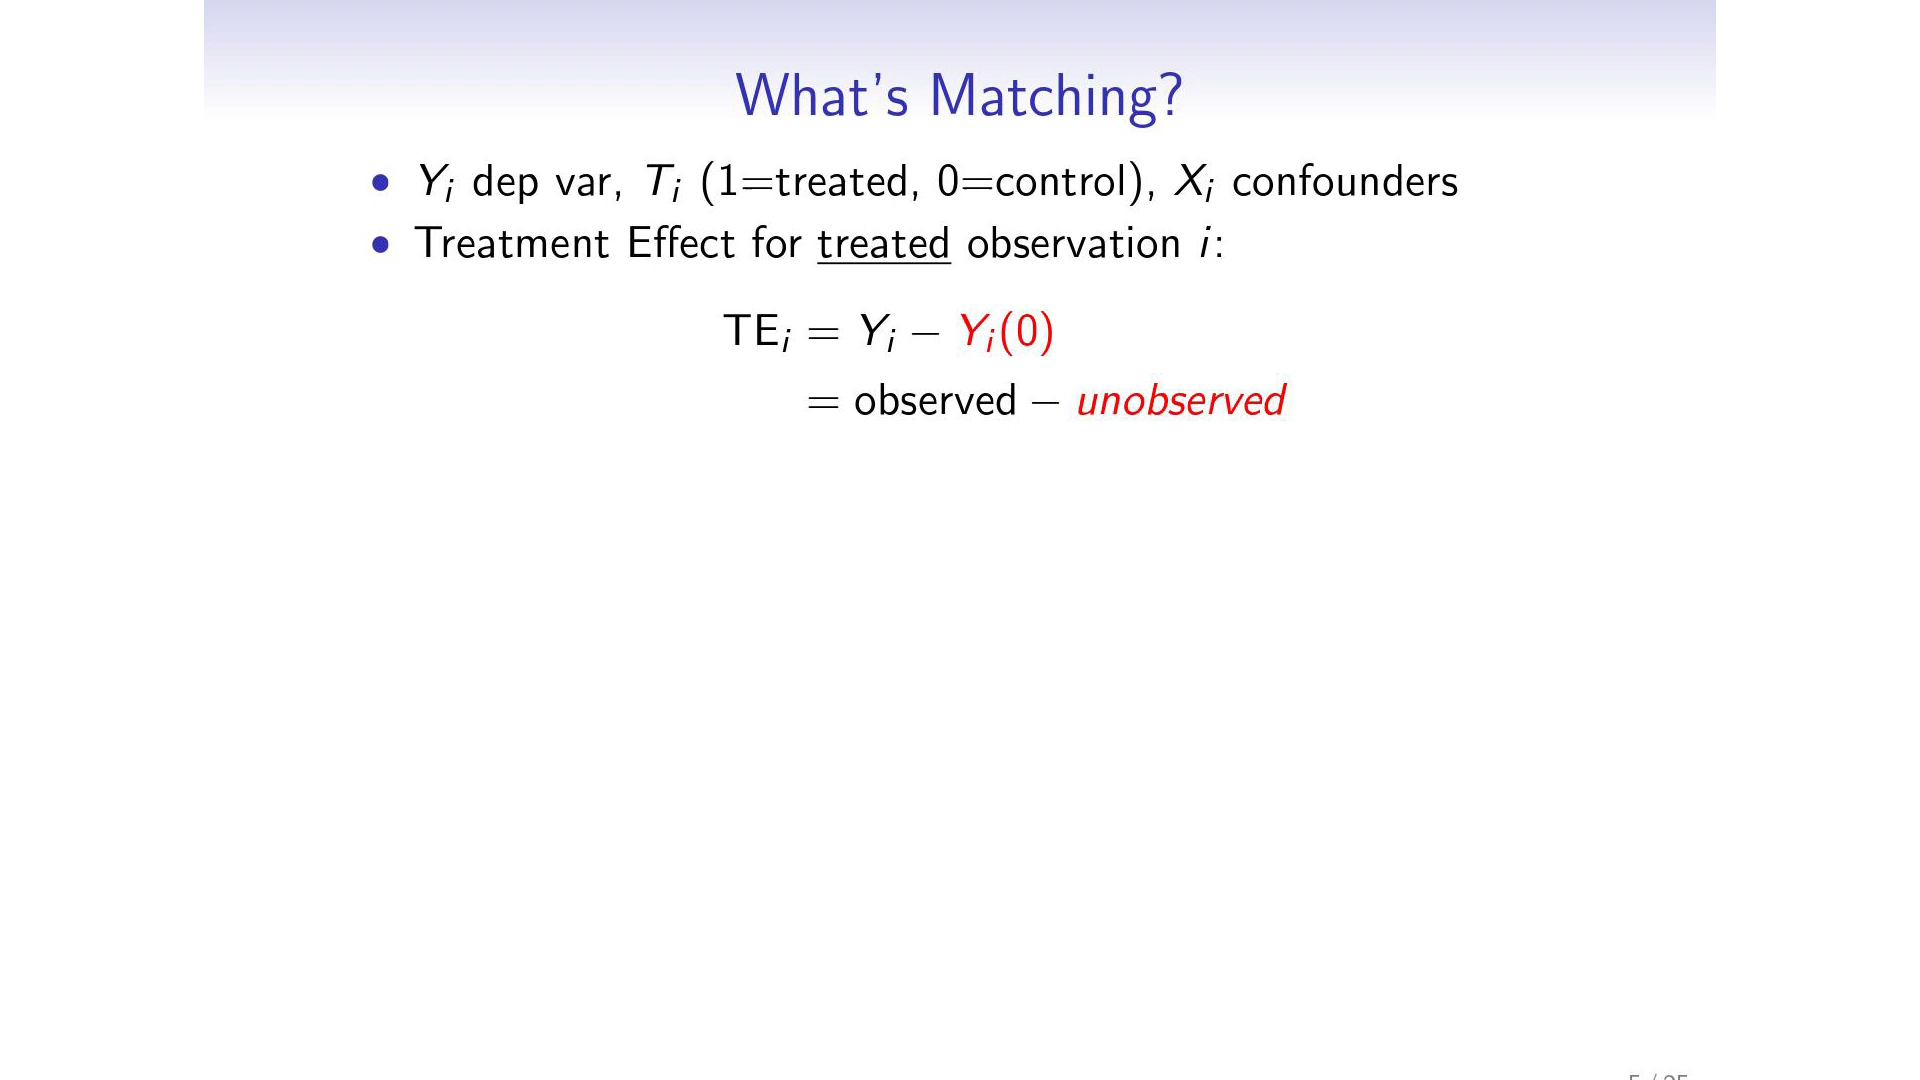 What's Matching?
• Yᵢ dep var, Tᵢ (1=treated, 0=control), Xᵢ confounders
• Treatment Effect for treated observation i:
TEᵢ = Yᵢ − Yᵢ(0)
= observed − unobserved